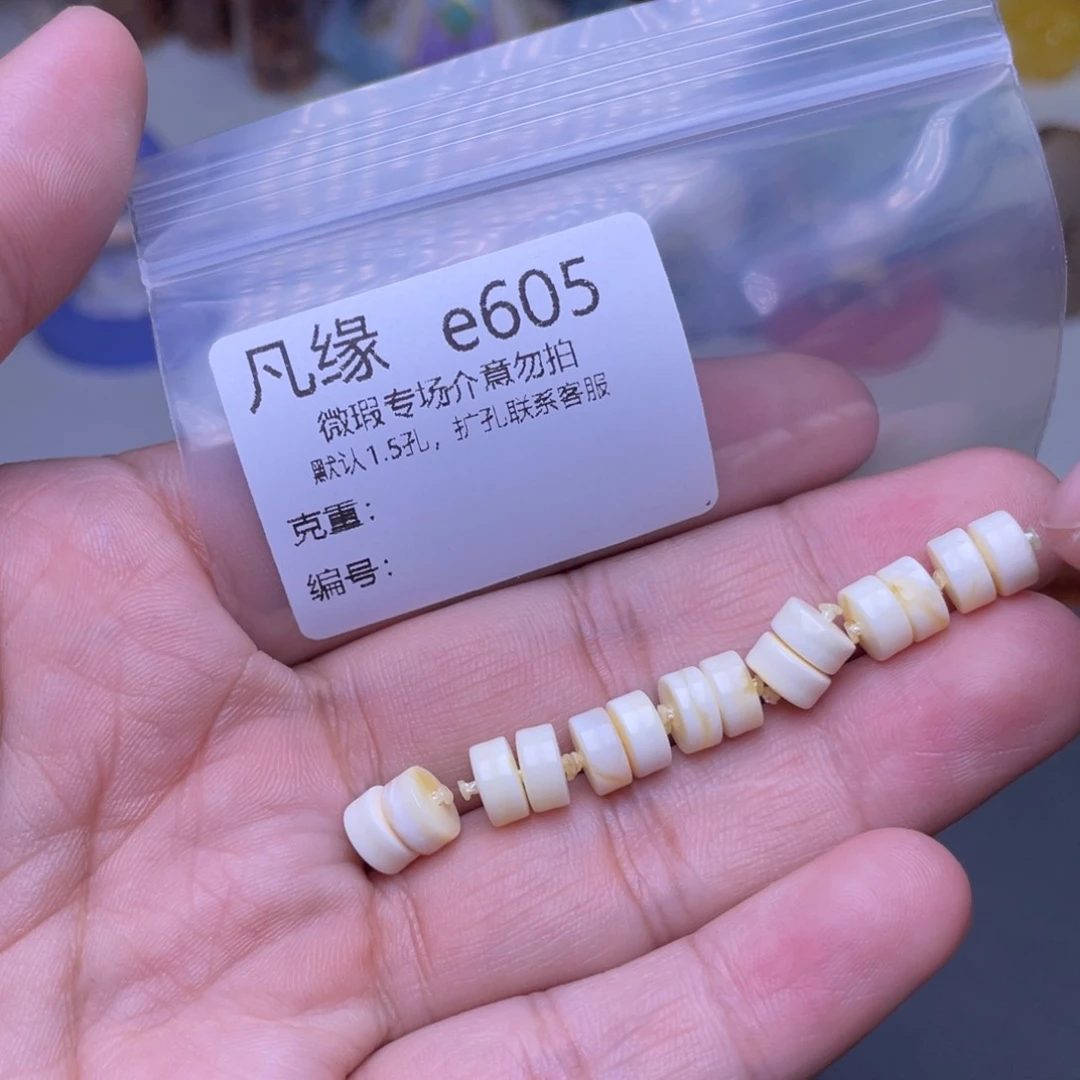 凡缘 e605
微瑕专场介意勿拍
默认1.5孔，扩孔联系客服
克重：
编号：